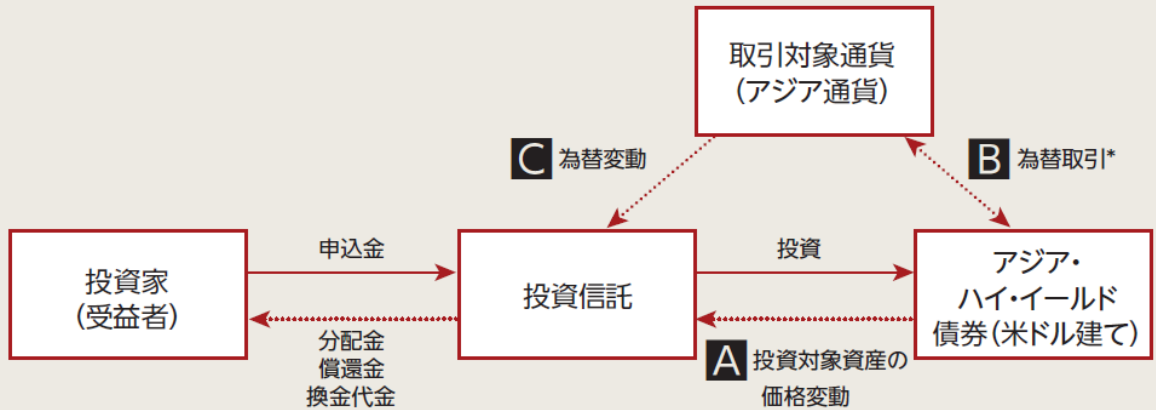 取引対象通貨
（アジア通貨）
C 為替変動
B 為替取引*
投資家
（受益者）
申込金
分配金
償還金
換金代金
投資信託
投資
A 投資対象資産の
価格変動
アジア・
ハイ・イールド
債券（米ドル建て）